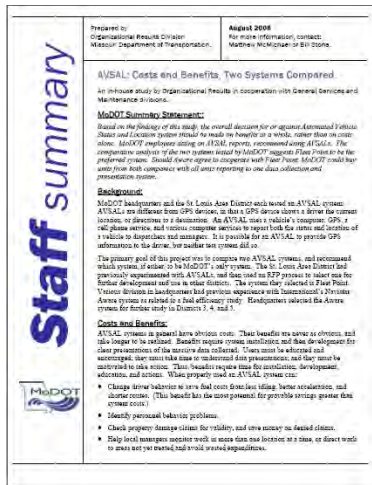 Prepared by
Organizational Results Division
Missouri Department of Transportation
August 2008
For more information, contact:
Matthew McMichael or Bill Stone
Staff summary
MoDOT
AVSAL: Costs and Benefits, Two Systems Compared
An in-house study by Organizational Results in cooperation with General Services and
Maintenance divisions.
MoDOT Summary Statement:
Based on the findings of this study, the overall decision for or against Automated Vehicle
Status and Location system should be made on benefits as a whole, rather than on costs
alone. MoDOT employees acting on AVSAL reports, recommend using AVSALs. The
comparative analysis of the two systems tested by MoDOT suggests Fleet Point to be the
preferred system. Should Aware agree to cooperate with Fleet Point, MoDOT could buy
units from both companies with all units reporting to one data collection and
presentation system.
Background:
MoDOT headquarters and the St. Louis Area District each tested an AVSAL system.
AVSALs are different from GPS devices, in that a GPS device shows a driver the current
location, or directions to a destination. An AVSAL uses a vehicle's computer, GPS, a
cell phone service, and various computer services to report both the status and location of
a vehicle to dispatchers and managers. It is possible for an AVSAL to provide GPS
information to the driver, but neither test system did so.
The primary goal of this project was to compare two AVSAL systems, and recommend
which system, if either, to be MoDOT's only system. The St. Louis Area District had
previously experimented with AVSALs, and then used an RFP process to select one for
further development and use in other districts. The system they selected is Fleet Point.
Various division in headquarters had previous experience with International's Navistar
Aware system as related to a fuel efficiency study. Headquarters selected the Aware
system for further study in Districts 3, 4, and 5.
Costs and Benefits:
AVSAL systems in general have obvious costs. Their benefits are never as obvious, and
take longer to be realized. Benefits require system installation and then development for
clear presentations of the massive data collected. Users must be educated and
encouraged; they must take time to understand data presentations; and they must be
motivated to take action. Thus, benefits require time for installation, development,
education, and actions. When properly used an AVSAL system can:
• Change driver behavior to save fuel costs from less idling, better acceleration, and
shorter routes. (This benefit has the most potential for provable savings greater than
system costs.)
• Identify personnel behavior problems.
• Check property damage claims for validity, and save money on denied claims.
• Help local managers monitor work in more than one location at a time, or direct work
to areas not yet treated and avoid wasted expenditures.